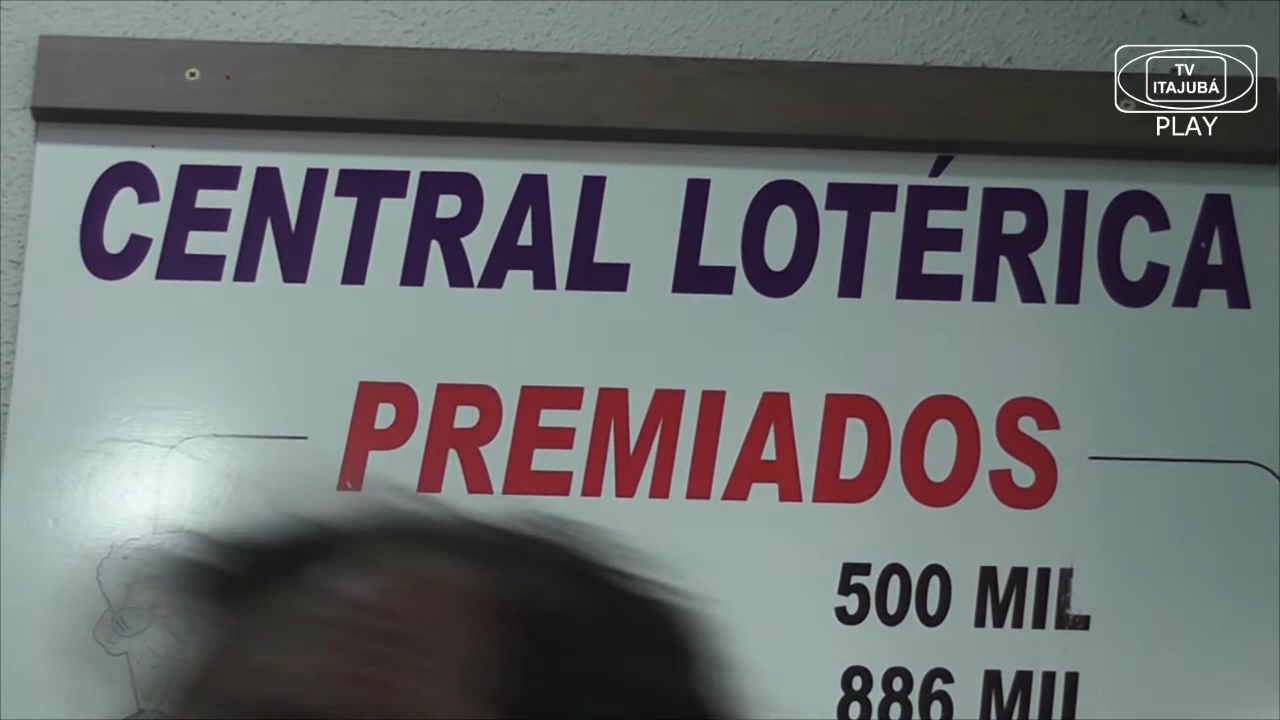 TV
ITAJUBÁ
PLAY
CENTRAL LOTÉRICA
PREMIADOS
500 MIL
886 MIL